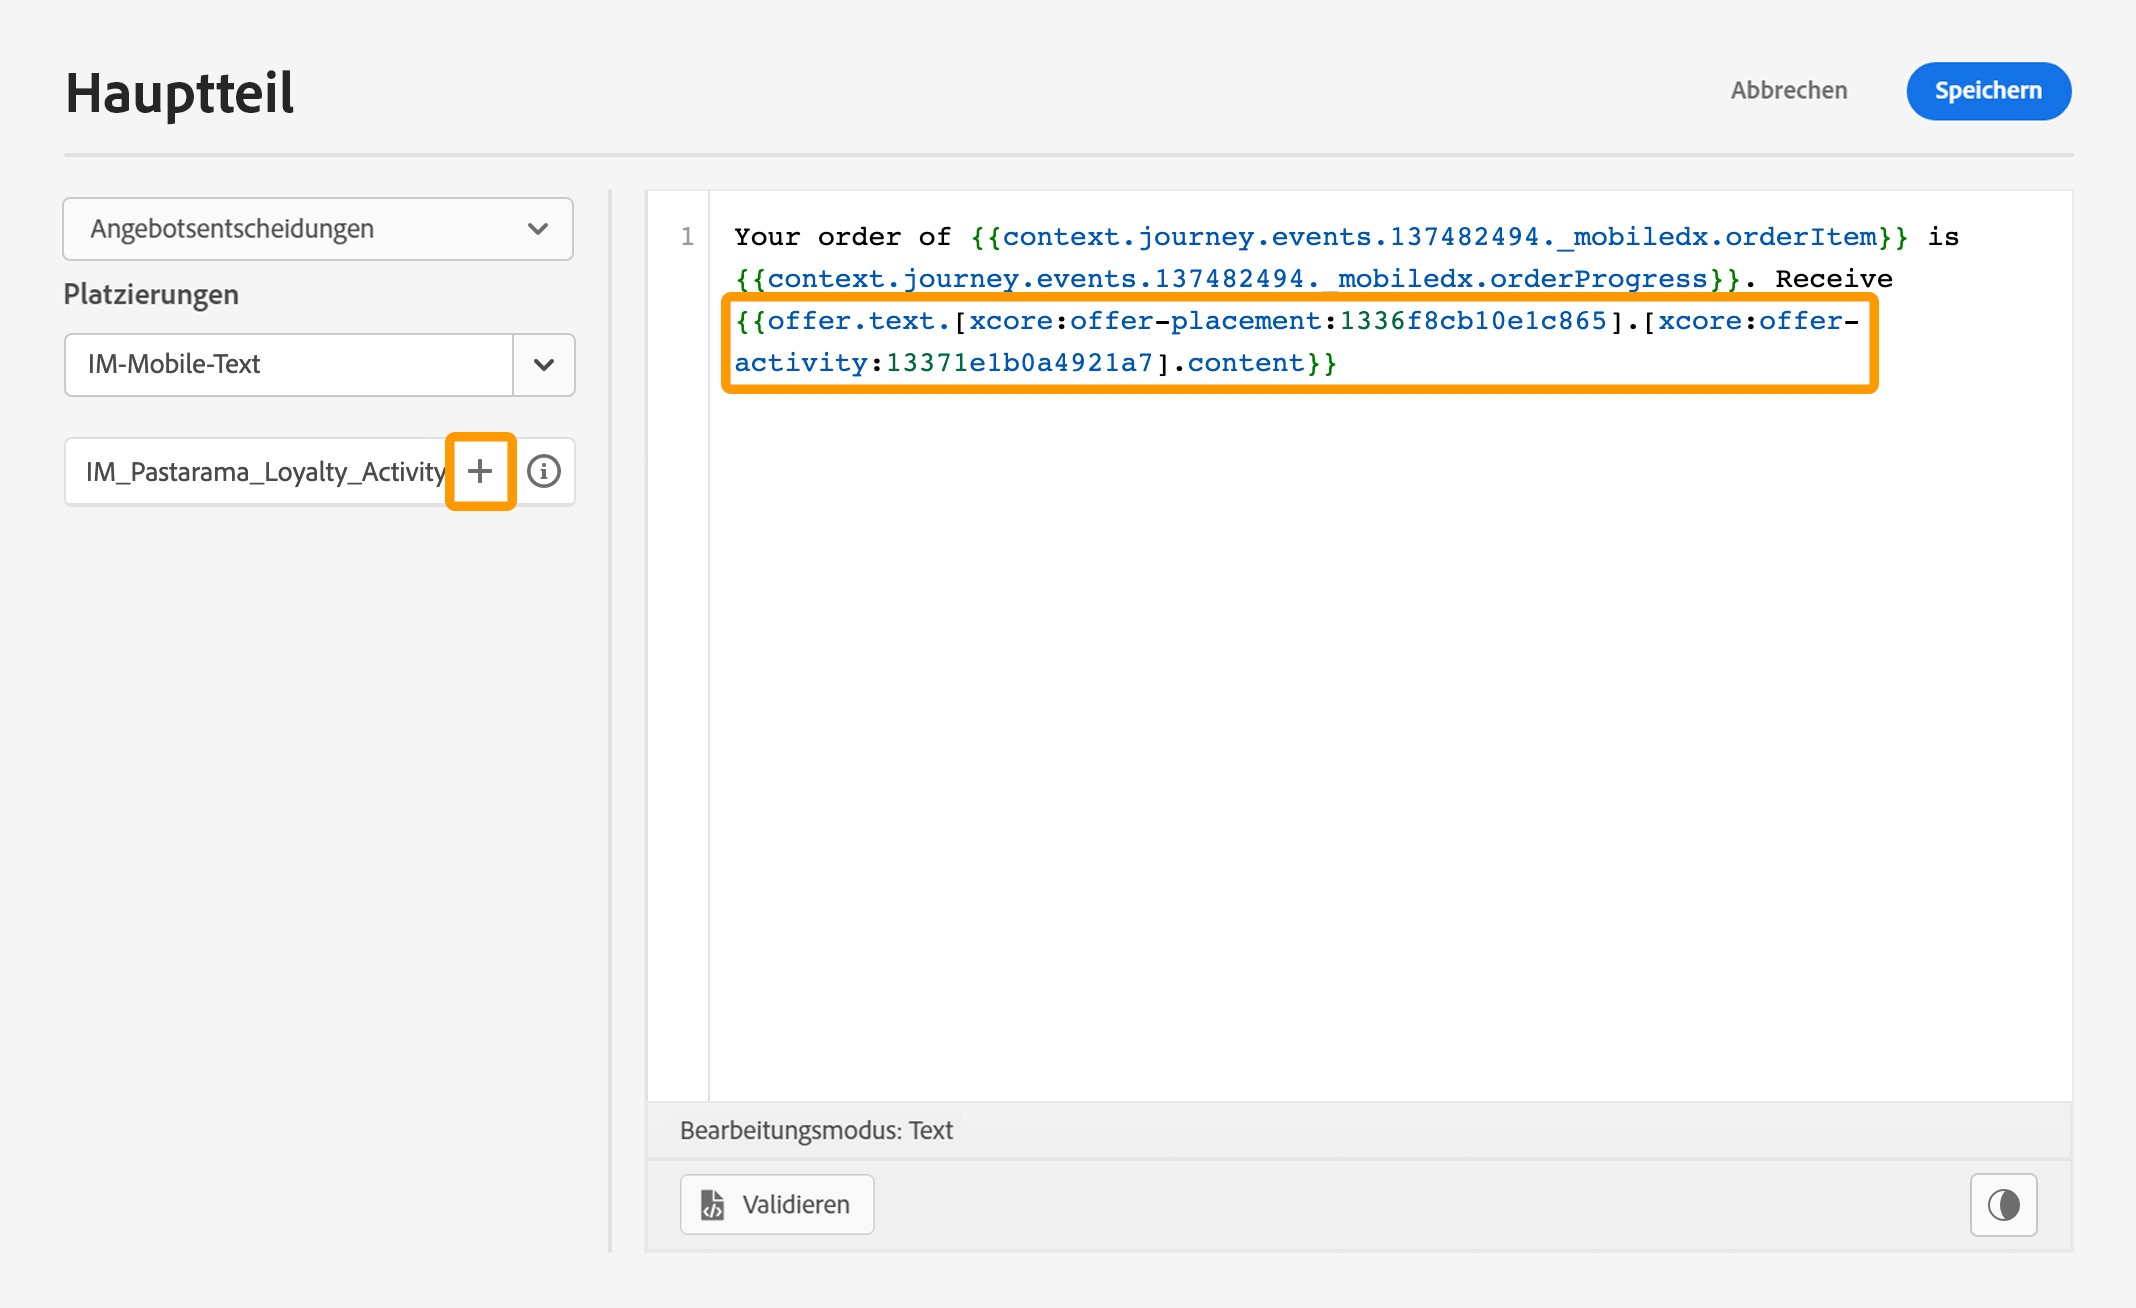 Hauptteil
Abbrechen
Speichern
Angebotsentscheidungen
Platzierungen
IM-Mobile-Text
IM_Pastarama_Loyalty_Activity
1
Your order of {{context.journey.events.137482494._mobiledx.orderItem}} is
{{context.journey.events.137482494._mobiledx.orderProgress}}. Receive
{{offer.text.[xcore:offer-placement:1336f8cb10e1c865].[xcore:offer-
activity:13371e1b0a4921a7].content}}
Bearbeitungsmodus: Text
Validieren